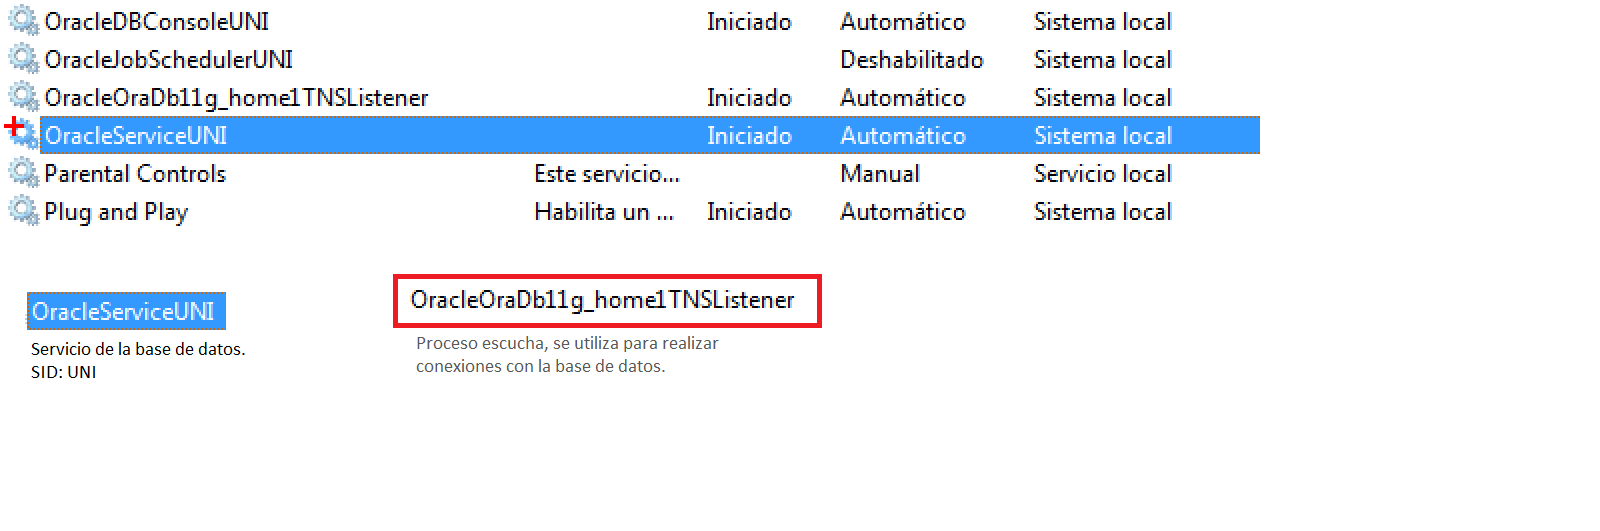 OracleDBConsoleUNI Iniciado Automático Sistema local
OracleJobSchedulerUNI Deshabilitado Sistema local
OracleOraDb11g_home1TNSListener Iniciado Automático Sistema local
OracleServiceUNI Iniciado Automático Sistema local
Parental Controls Este servicio... Manual Servicio local
Plug and Play Habilita un ... Iniciado Automático Sistema local
OracleServiceUNI
Servicio de la base de datos.
SID: UNI
OracleOraDb11g_home1TNSListener
Proceso escucha, se utiliza para realizar
conexiones con la base de datos.